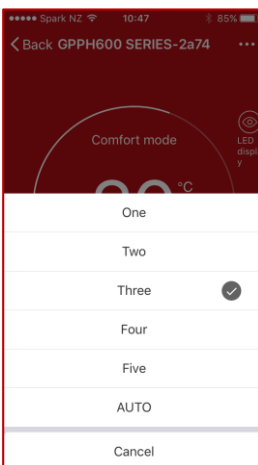 Spark NZ 10:47 85%
Back GPPH600 SERIES-2a74
Comfort mode
LED
displ
y
°C
One
Two
Three
Four
Five
AUTO
Cancel